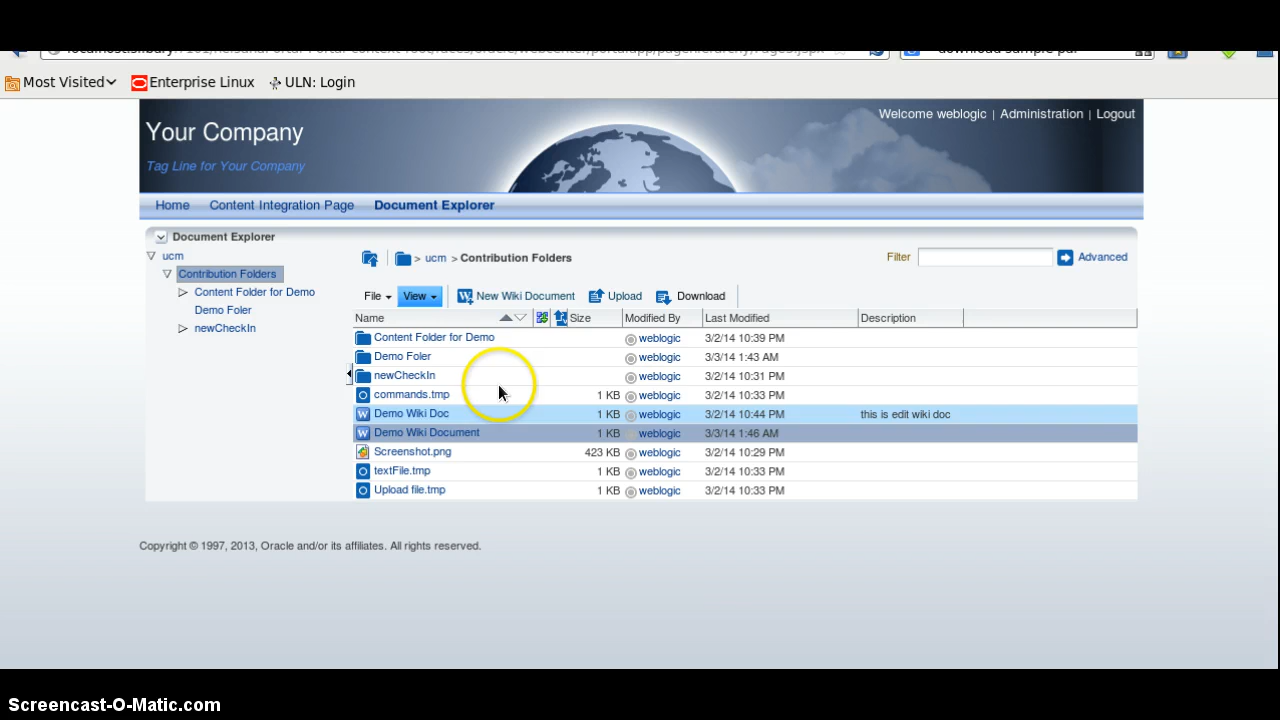 Most Visited Enterprise Linux ULN: Login
Welcome weblogic | Administration | Logout
Your Company
Tag Line for Your Company
Home Content Integration Page Document Explorer
Document Explorer
ucm
Contribution Folders
Content Folder for Demo
Demo Foler
newCheckIn
> ucm > Contribution Folders
Filter Advanced
File View New Wiki Document Upload Download
Name Size Modified By Last Modified Description
Content Folder for Demo weblogic 3/2/14 10:39 PM
Demo Foler weblogic 3/3/14 1:43 AM
newCheckIn weblogic 3/2/14 10:31 PM
commands.tmp 1 KB weblogic 3/2/14 10:33 PM
Demo Wiki Doc 1 KB weblogic 3/2/14 10:44 PM this is edit wiki doc
Demo Wiki Document 1 KB weblogic 3/3/14 1:46 AM
Screenshot.png 423 KB weblogic 3/2/14 10:29 PM
textFile.tmp 1 KB weblogic 3/2/14 10:33 PM
Upload file.tmp 1 KB weblogic 3/2/14 10:33 PM
Copyright © 1997, 2013, Oracle and/or its affiliates. All rights reserved.
Screencast-O-Matic.com